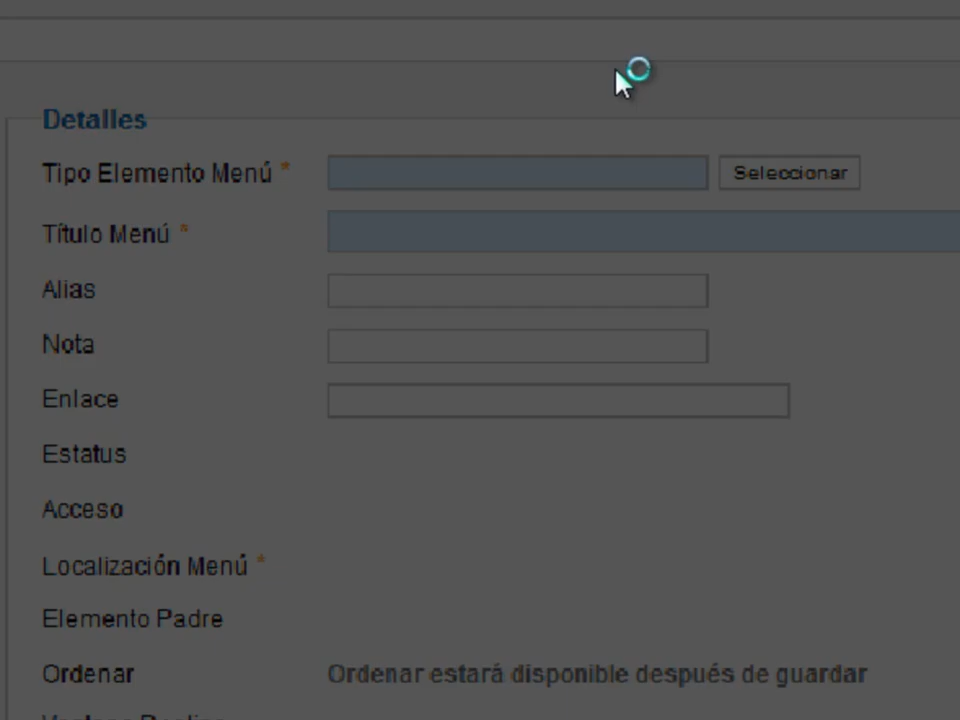 Detalles
Tipo Elemento Menú * Seleccionar
Título Menú *
Alias
Nota
Enlace
Estatus
Acceso
Localización Menú *
Elemento Padre
Ordenar Ordenar estará disponible después de guardar